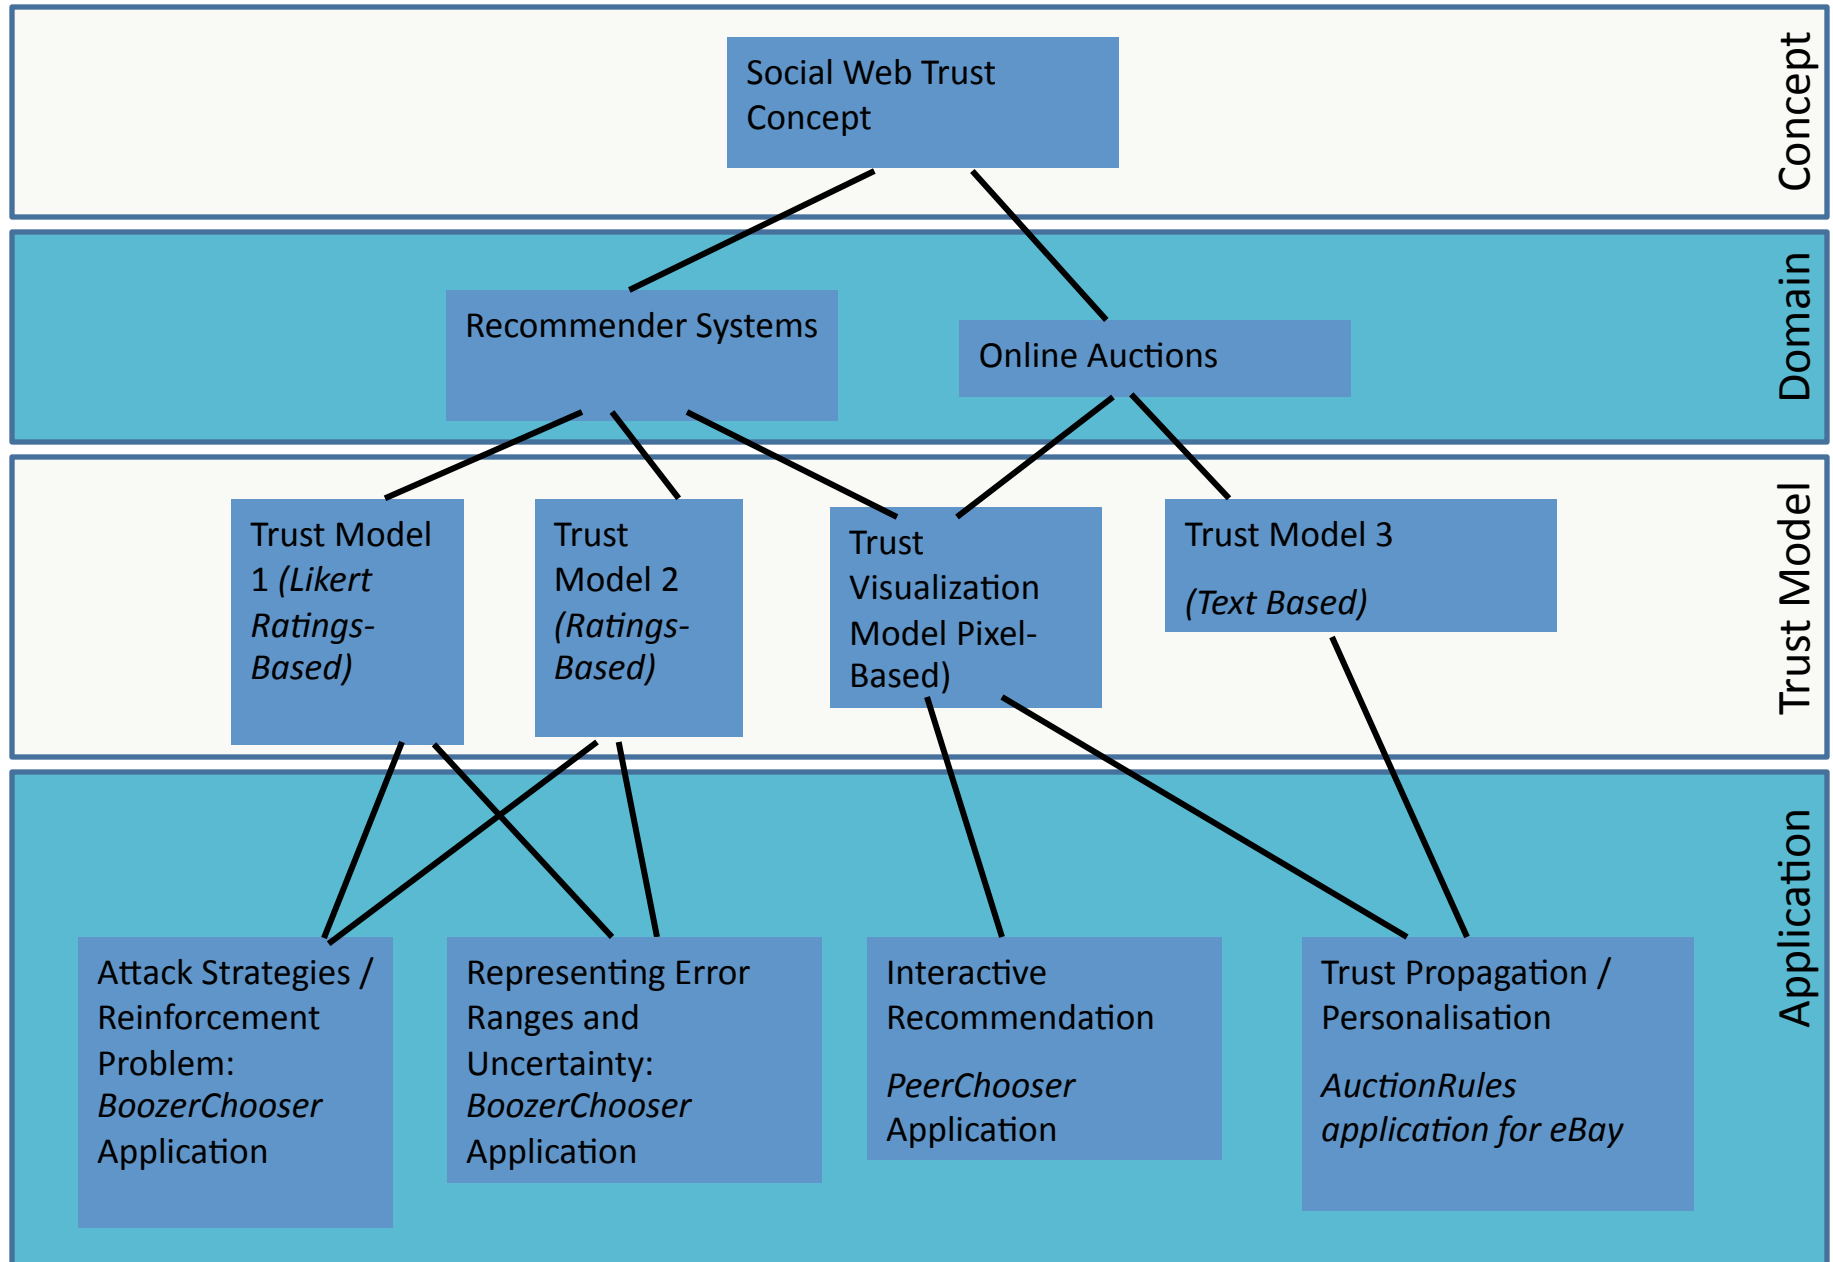 Social Web Trust
Concept
Concept
Recommender Systems
Online Auctions
Domain
Trust Model
1 (Likert
Ratings-
Based)
Trust
Model 2
(Ratings-
Based)
Trust
Visualization
Model Pixel-
Based)
Trust Model 3
(Text Based)
Trust Model
Attack Strategies /
Reinforcement
Problem:
BoozerChooser
Application
Representing Error
Ranges and
Uncertainty:
BoozerChooser
Application
Interactive
Recommendation
PeerChooser
Application
Trust Propagation /
Personalisation
AuctionRules
application for eBay
Application